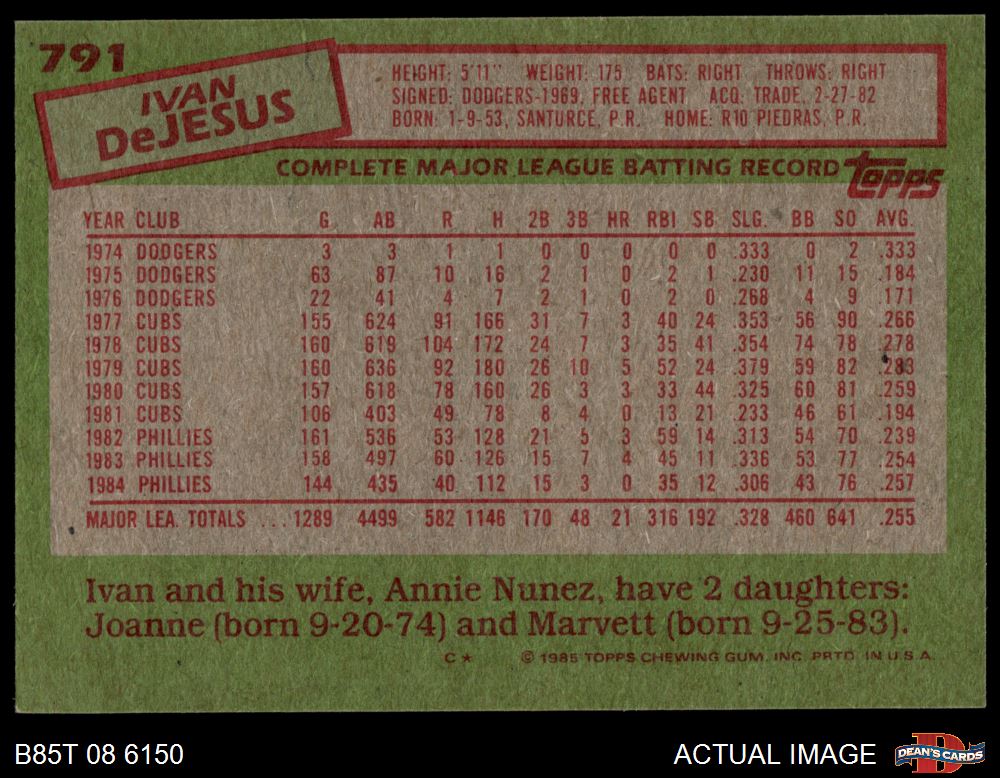 791
IVAN
DeJESUS
HEIGHT: 5'11" WEIGHT: 175 BATS: RIGHT THROWS: RIGHT
SIGNED: DODGERS-1969, FREE AGENT ACQ. TRADE, 2-27-82
BORN: 1-9-53, SANTURCE, P.R. HOME: R10 PIEDRAS, P.R.
COMPLETE MAJOR LEAGUE BATTING RECORD topps
YEAR CLUB G. AB R H 2B 3B HR RBI SB SLG. BB SO AVG.
1974 DODGERS 3 3 1 1 0 0 0 0 0 .333 0 2 .333
1975 DODGERS 63 87 10 16 2 1 0 2 1 .230 11 15 .184
1976 DODGERS 22 41 4 7 2 1 0 2 0 .268 4 9 .171
1977 CUBS 155 624 91 166 31 7 3 40 24 .353 56 90 .266
1978 CUBS 160 619 104 172 24 7 3 35 41 .354 74 78 .278
1979 CUBS 160 636 92 180 26 10 5 52 24 .379 59 82 .283
1980 CUBS 157 618 78 160 26 3 3 33 44 .325 60 81 .259
1981 CUBS 106 403 49 78 8 4 0 13 21 .233 46 61 .194
1982 PHILLIES 161 536 53 128 21 5 3 59 14 .313 54 70 .239
1983 PHILLIES 158 497 60 126 15 7 4 45 11 .336 53 77 .254
1984 PHILLIES 144 435 40 112 15 3 0 35 12 .306 43 76 .257
MAJOR LEA. TOTALS ...1289 4499 582 1146 170 48 21 316 192 .328 460 641 .255
Ivan and his wife, Annie Nunez, have 2 daughters:
Joanne (born 9-20-74) and Marvett (born 9-25-83).
C★ © 1985 TOPPS CHEWING GUM, INC. PRTD. IN U.S.A.
B85T 08 6150 ACTUAL IMAGE DEAN'S CARDS